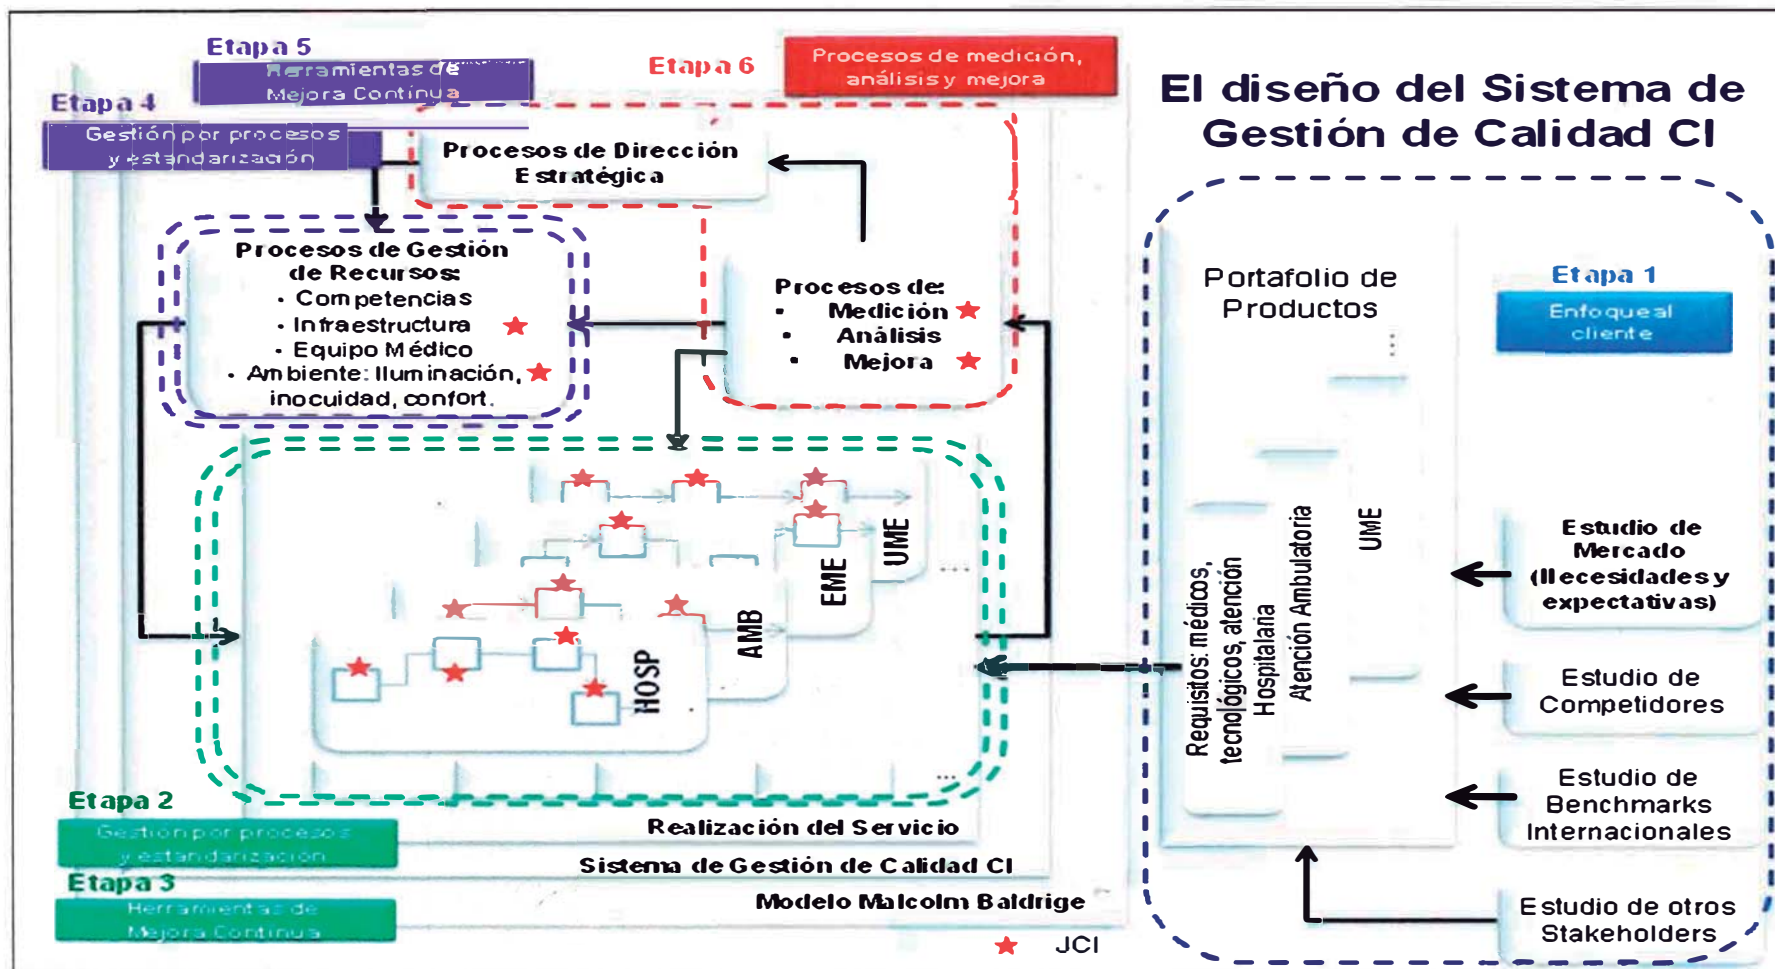 Etapa 5
Herramientas de
Mejora Contínua
Etapa 4
Gestión por procesos
y estandarización
Etapa 6
Procesos de medición,
análisis y mejora
El diseño del Sistema de
Gestión de Calidad CI
Procesos de Dirección
Estratégica
Procesos de Gestión
de Recursos:
• Competencias
• Infraestructura
• Equipo Médico
• Ambiente: Iluminación,
inocuidad, confort.
Procesos de:
• Medición
• Análisis
• Mejora
HOSP
AMB
EME
UME
....
...
Realización del Servicio
Sistema de Gestión de Calidad CI
Modelo Malcolm Baldrige
JCI
Etapa 2
Gestión por procesos
y estandarización
Etapa 3
Herramientas de
Mejora Contínua
Portafolio de
Productos
...
Requisitos: médicos,
tecnológicos, atención
Hospitalaria
Atención Ambulatoria
UME
Etapa 1
Enfoque al
cliente
Estudio de
Mercado
(Necesidades y
expectativas)
Estudio de
Competidores
Estudio de
Benchmarks
Internacionales
Estudio de otros
Stakeholders